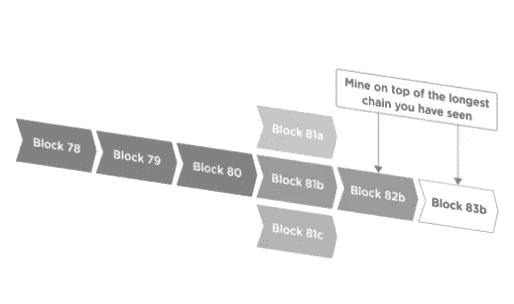 Mine on top of the longest
chain you have seen
Block 81a
Block 78
Block 79
Block 80
Block 81b
Block 82b
Block 83b
Block 81c